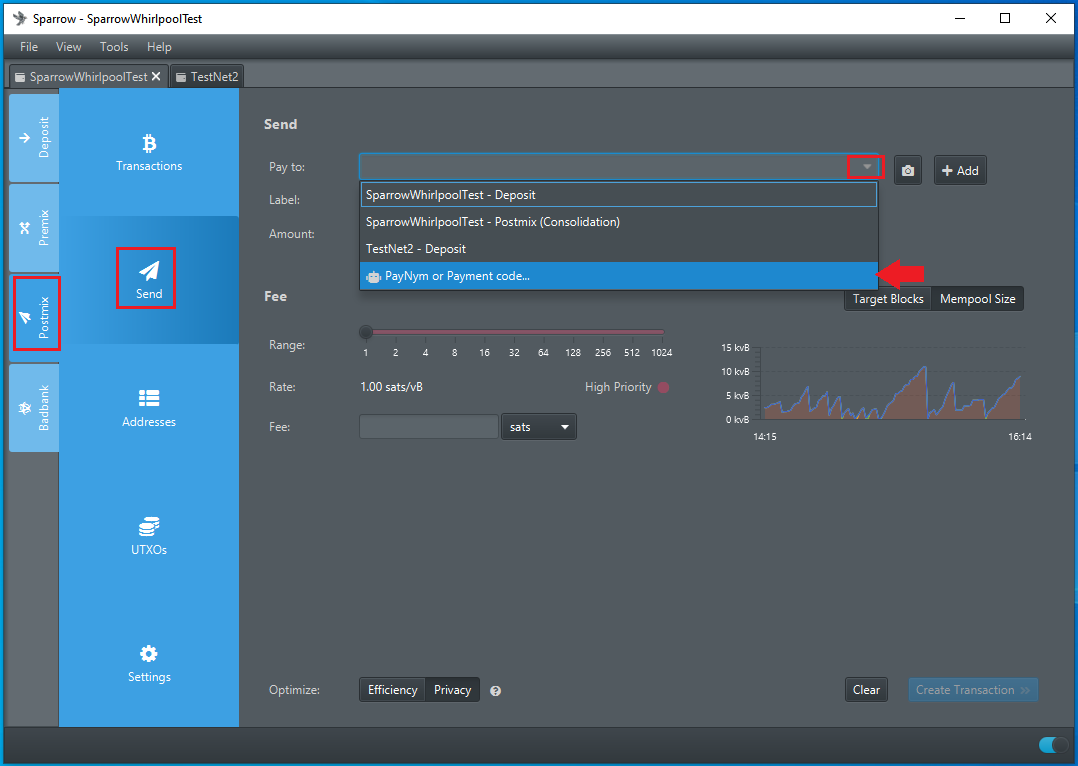 Sparrow - SparrowWhirlpoolTest
File View Tools Help
SparrowWhirlpoolTest TestNet2
Deposit
Premix
Postmix
Badbank
Transactions
Send
Addresses
UTXOs
Settings
Send
Pay to:
Add
Label:
Amount:
SparrowWhirlpoolTest - Deposit
SparrowWhirlpoolTest - Postmix (Consolidation)
TestNet2 - Deposit
PayNym or Payment code...
Fee
Target Blocks Mempool Size
Range:
1 2 4 8 16 32 64 128 256 512 1024
Rate: 1.00 sats/vB High Priority
Fee: sats
15 kvB
10 kvB
5 kvB
0 kvB
14:15 16:14
Optimize: Efficiency Privacy ? Clear Create Transaction